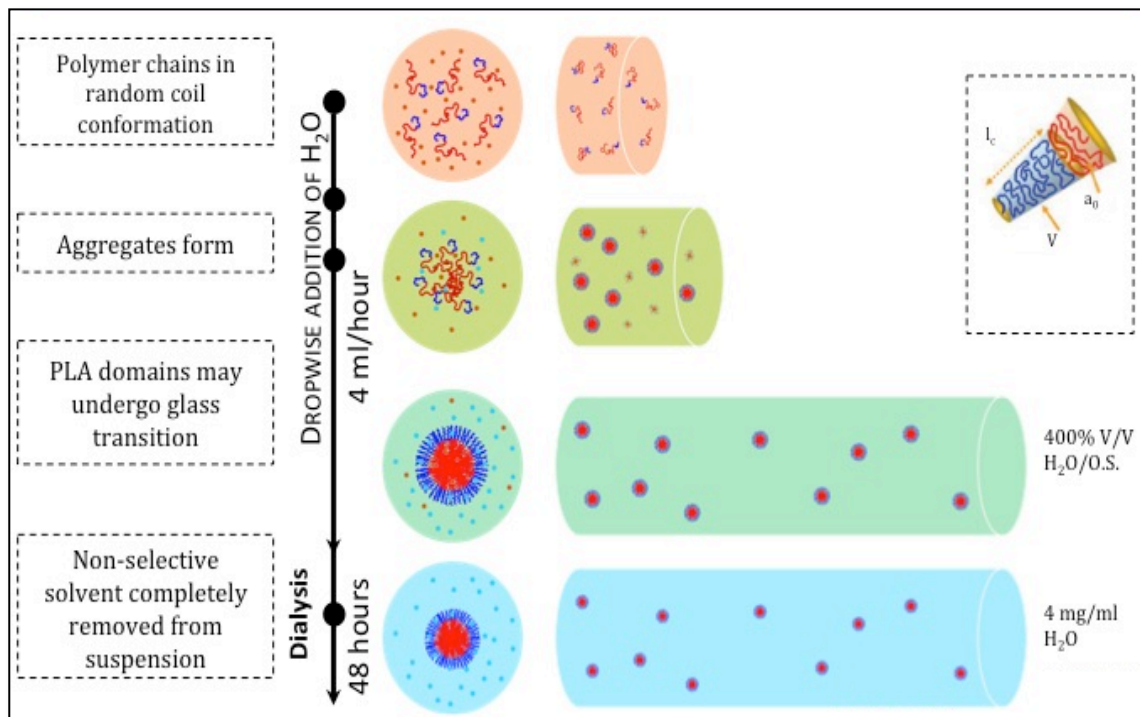 Polymer chains in
random coil
conformation
Aggregates form
PLA domains may
undergo glass
transition
Non-selective
solvent completely
removed from
suspension
DROPWISE ADDITION OF H₂O
4 ml/hour
Dialysis
48 hours
400% V/V
H₂O/O.S.
4 mg/ml
H₂O
l_c
a₀
V